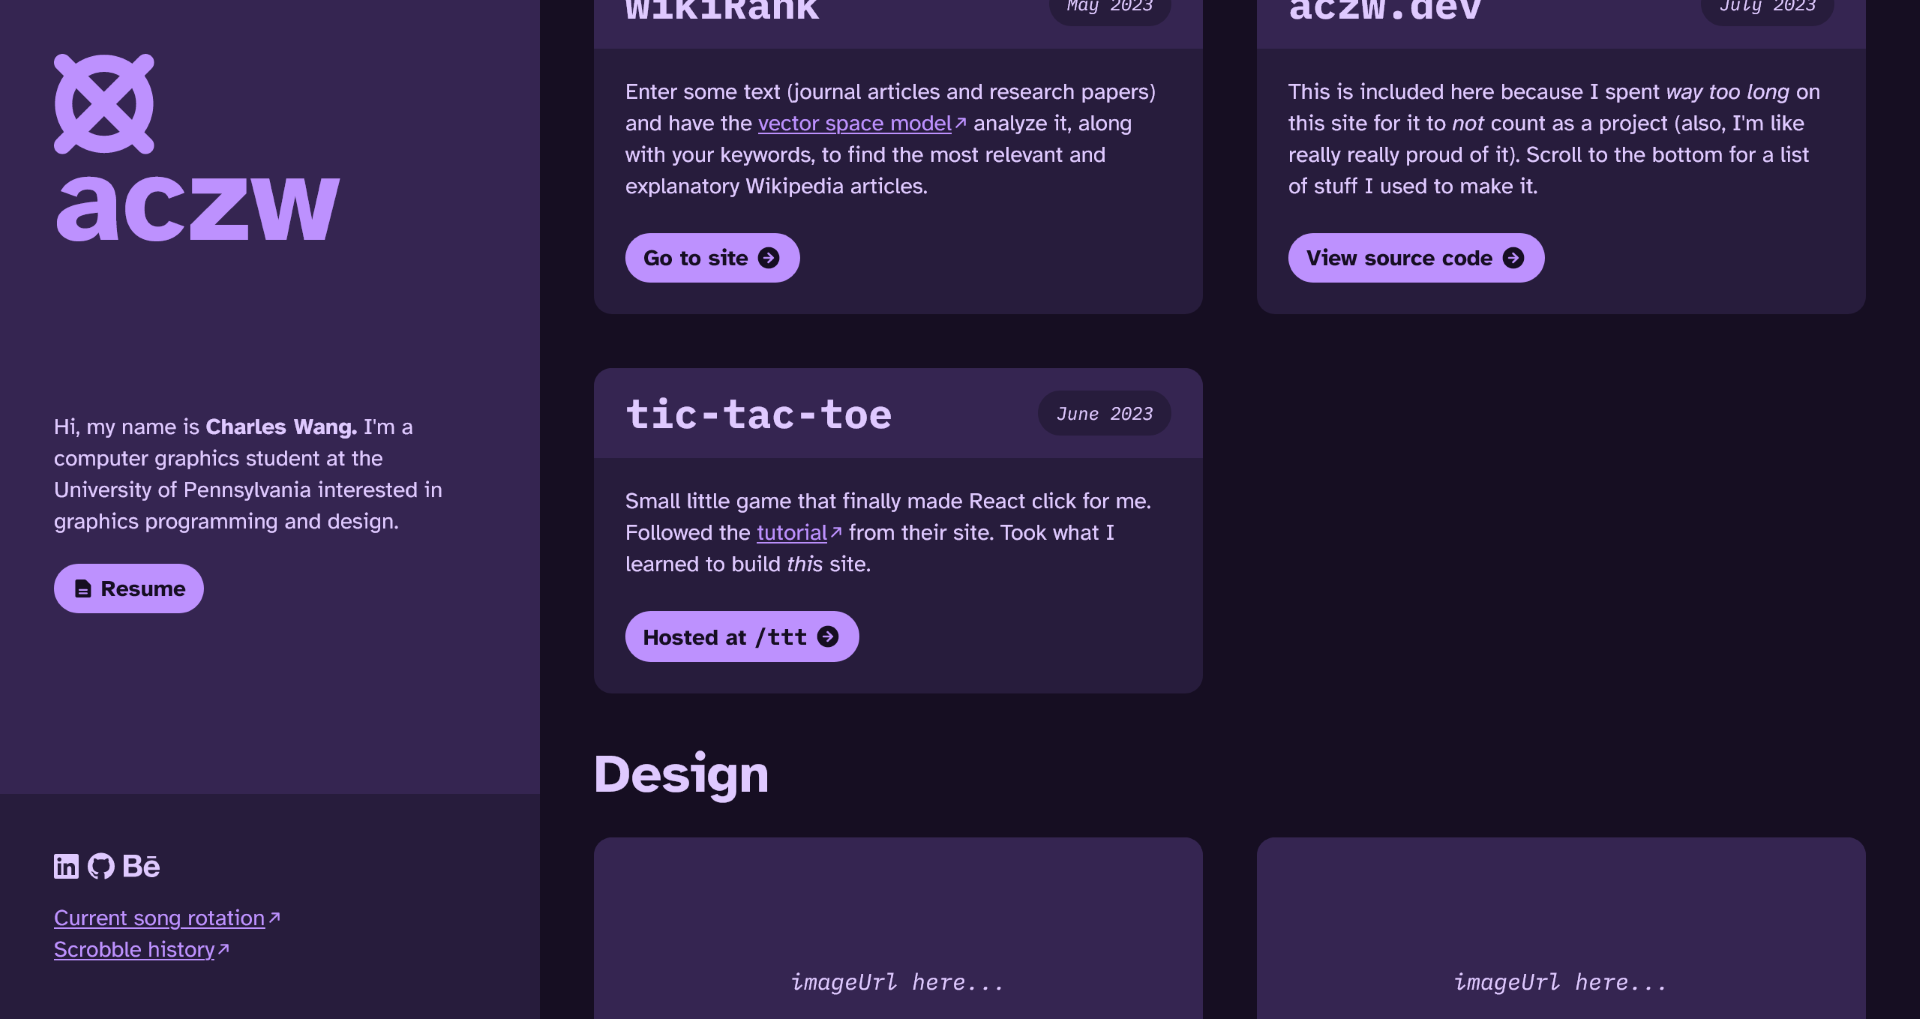 aczw
Hi, my name is Charles Wang. I'm a
computer graphics student at the
University of Pennsylvania interested in
graphics programming and design.
Resume
in Bē
Current song rotation↗
Scrobble history↗
wikiRank
May 2023
Enter some text (journal articles and research papers)
and have the vector space model↗ analyze it, along
with your keywords, to find the most relevant and
explanatory Wikipedia articles.
Go to site
aczw.dev
July 2023
This is included here because I spent way too long on
this site for it to not count as a project (also, I'm like
really really proud of it). Scroll to the bottom for a list
of stuff I used to make it.
View source code
tic-tac-toe
June 2023
Small little game that finally made React click for me.
Followed the tutorial↗ from their site. Took what I
learned to build this site.
Hosted at /ttt
Design
imageUrl here...
imageUrl here...